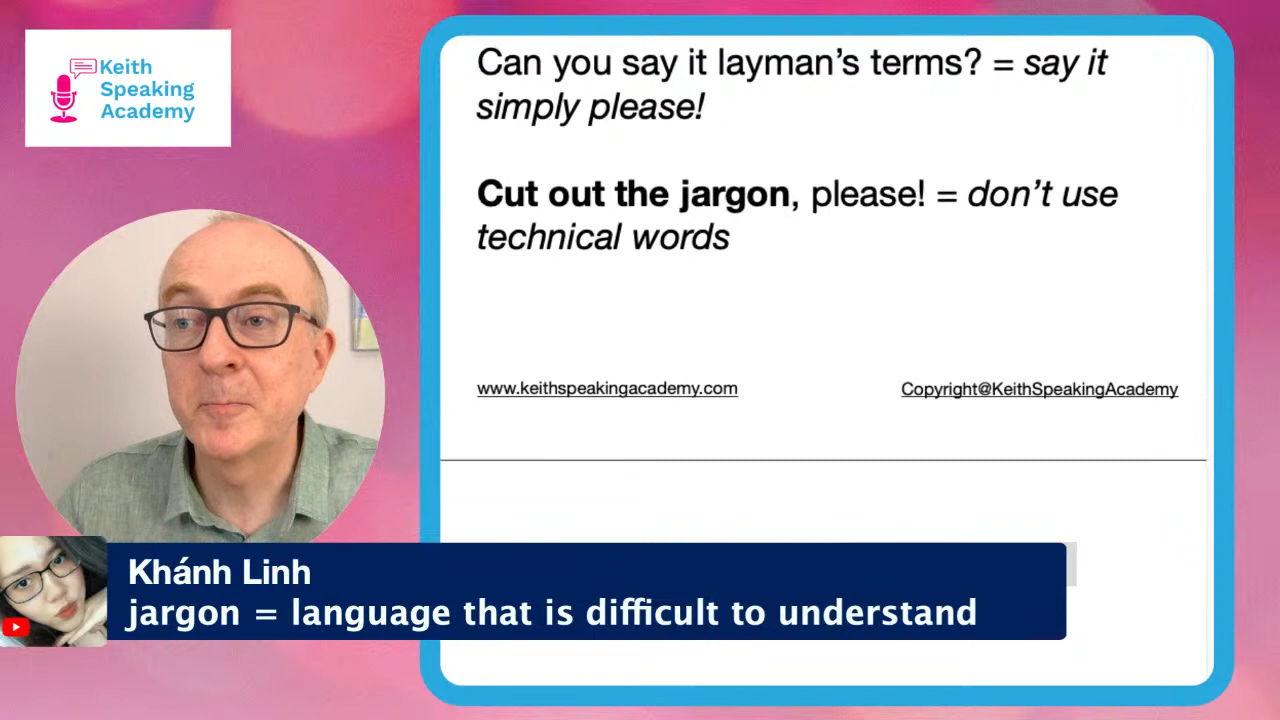 Keith
Speaking
Academy
Can you say it layman's terms? = say it
simply please!
Cut out the jargon, please! = don't use
technical words
www.keithspeakingacademy.com
Copyright@KeithSpeakingAcademy
Khánh Linh
jargon = language that is difficult to understand